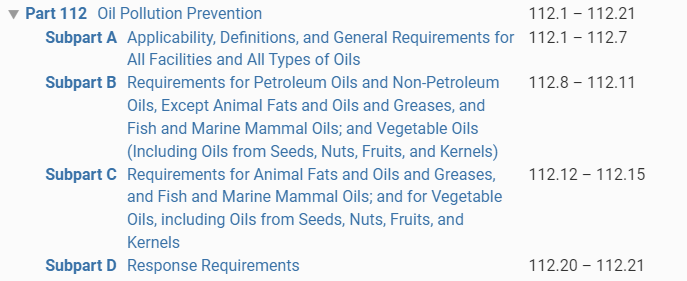 Part 112 Oil Pollution Prevention 112.1 – 112.21
Subpart A Applicability, Definitions, and General Requirements for 112.1 – 112.7
All Facilities and All Types of Oils
Subpart B Requirements for Petroleum Oils and Non-Petroleum 112.8 – 112.11
Oils, Except Animal Fats and Oils and Greases, and
Fish and Marine Mammal Oils; and Vegetable Oils
(Including Oils from Seeds, Nuts, Fruits, and Kernels)
Subpart C Requirements for Animal Fats and Oils and Greases, 112.12 – 112.15
and Fish and Marine Mammal Oils; and for Vegetable
Oils, including Oils from Seeds, Nuts, Fruits, and
Kernels
Subpart D Response Requirements 112.20 – 112.21